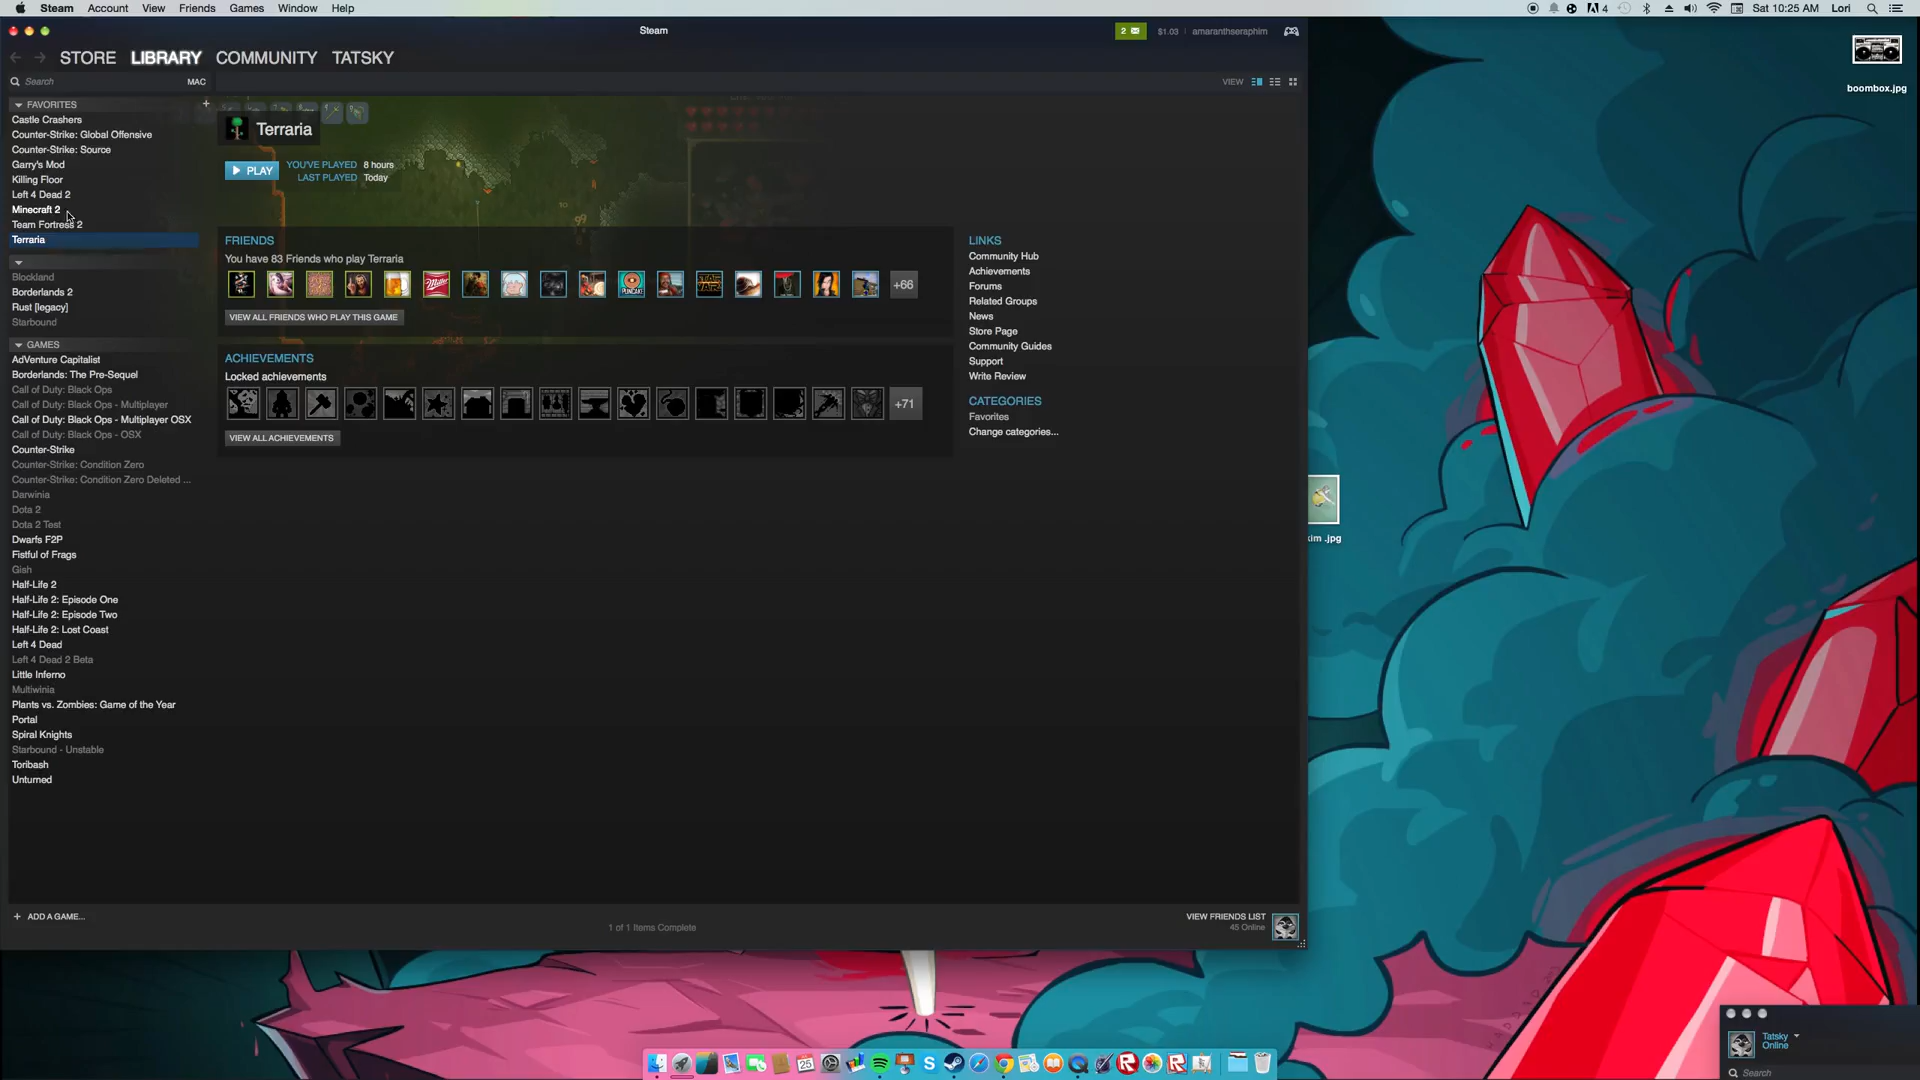 Steam Account View Friends Games Window Help
4 Sat 10:25 AM Lori
Steam
2 $1.03 amaranthseraphim
STORE LIBRARY COMMUNITY TATSKY
Search MAC
VIEW
FAVORITES +
Castle Crashers
Counter-Strike: Global Offensive
Counter-Strike: Source
Garry's Mod
Killing Floor
Left 4 Dead 2
Minecraft 2
Team Fortress 2
Terraria
Blockland
Borderlands 2
Rust [legacy]
Starbound
GAMES
AdVenture Capitalist
Borderlands: The Pre-Sequel
Call of Duty: Black Ops
Call of Duty: Black Ops - Multiplayer
Call of Duty: Black Ops - Multiplayer OSX
Call of Duty: Black Ops - OSX
Counter-Strike
Counter-Strike: Condition Zero
Counter-Strike: Condition Zero Deleted ...
Darwinia
Dota 2
Dota 2 Test
Dwarfs F2P
Fistful of Frags
Gish
Half-Life 2
Half-Life 2: Episode One
Half-Life 2: Episode Two
Half-Life 2: Lost Coast
Left 4 Dead
Left 4 Dead 2 Beta
Little Inferno
Multiwinia
Plants vs. Zombies: Game of the Year
Portal
Spiral Knights
Starbound - Unstable
Toribash
Unturned
+ ADD A GAME...
Terraria
PLAY
YOU'VE PLAYED 8 hours
LAST PLAYED Today
FRIENDS
You have 83 Friends who play Terraria
+66
VIEW ALL FRIENDS WHO PLAY THIS GAME
ACHIEVEMENTS
Locked achievements
+71
VIEW ALL ACHIEVEMENTS
LINKS
Community Hub
Achievements
Forums
Related Groups
News
Store Page
Community Guides
Support
Write Review
CATEGORIES
Favorites
Change categories...
1 of 1 Items Complete
VIEW FRIENDS LIST
45 Online
boombox.jpg
kim .jpg
Tatsky
Online
Search
25